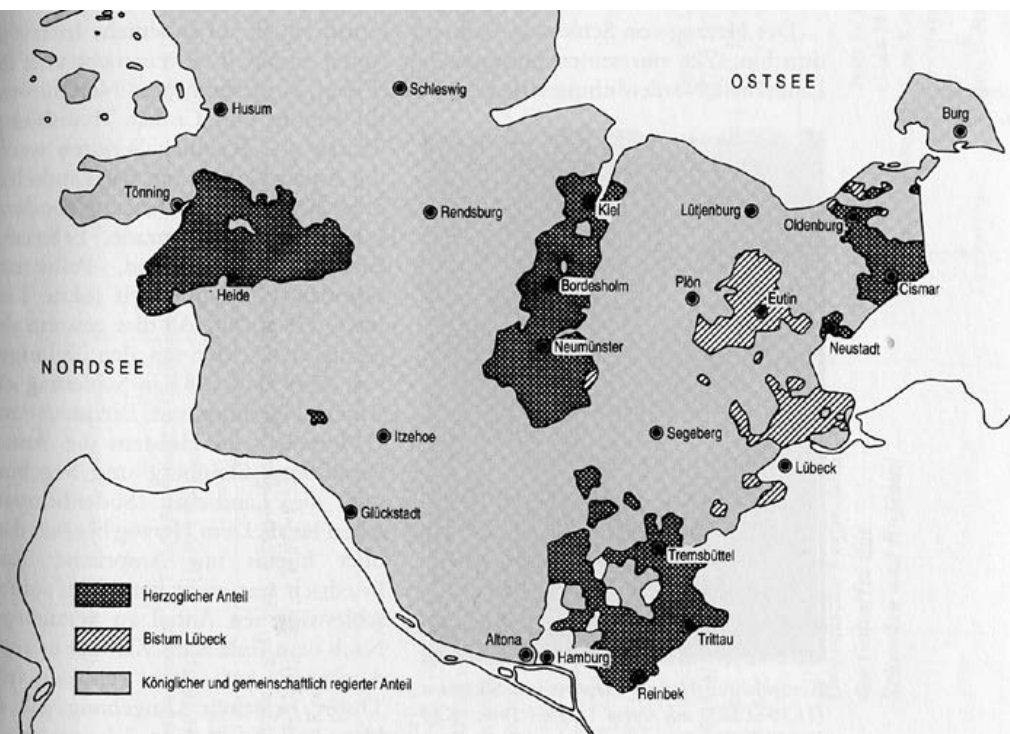 OSTSEE
Schleswig
Husum
Burg
Tönning
Rendsburg
Kiel
Lütjenburg
Oldenburg
Heide
Bordesholm
Plön
Eutin
Cismar
Neumünster
Neustadt
NORDSEE
Itzehoe
Segeberg
Lübeck
Glückstadt
Tremsbüttel
Herzoglicher Anteil
Bistum Lübeck
Trittau
Altona
Hamburg
Reinbek
Königlicher und gemeinschaftlich regierter Anteil